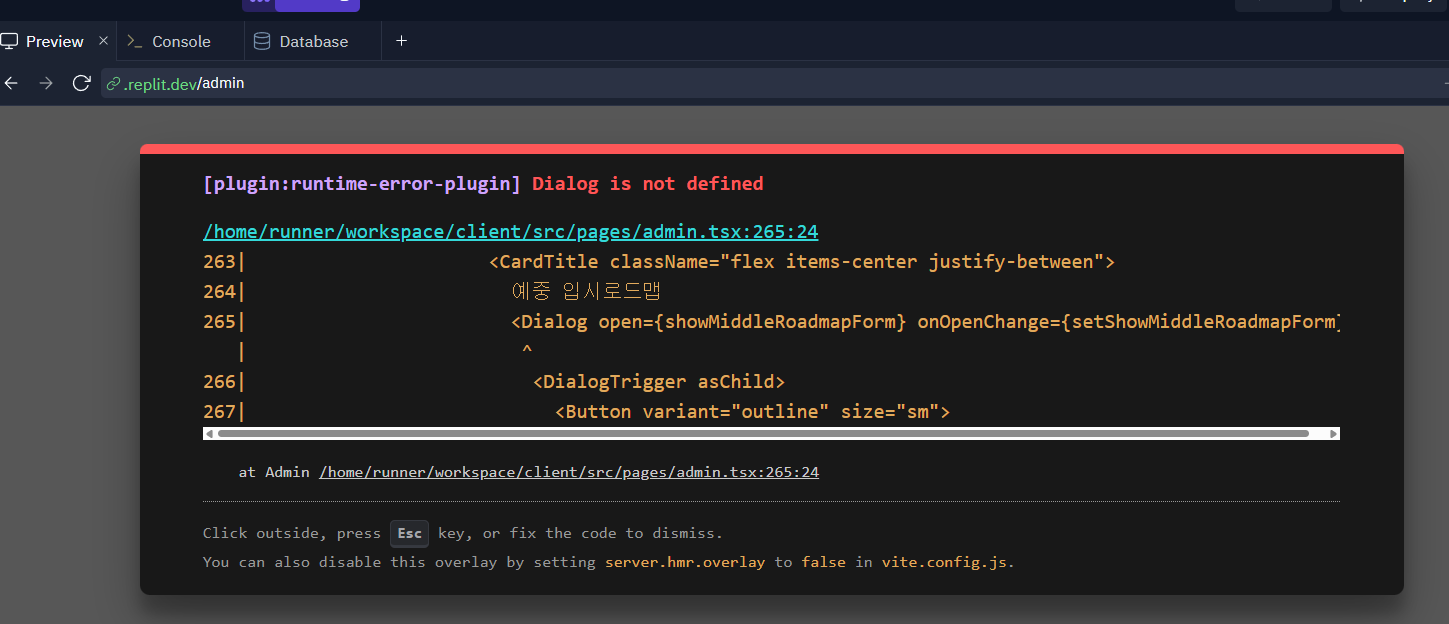 Preview × >_ Console Database +
.replit.dev/admin
[plugin:runtime-error-plugin] Dialog is not defined
/home/runner/workspace/client/src/pages/admin.tsx:265:24
263| <CardTitle className="flex items-center justify-between">
264| 예중 입시로드맵
265| <Dialog open={showMiddleRoadmapForm} onOpenChange={setShowMiddleRoadmapForm}
| ^
266| <DialogTrigger asChild>
267| <Button variant="outline" size="sm">
at Admin /home/runner/workspace/client/src/pages/admin.tsx:265:24
Click outside, press Esc key, or fix the code to dismiss.
You can also disable this overlay by setting server.hmr.overlay to false in vite.config.js.